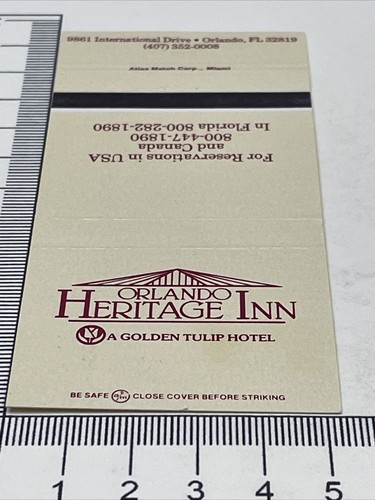 9861 International Drive • Orlando, FL 32819
(407) 352-0008
Atlas Match Corp., Miami
For Reservations in USA
and Canada
800-447-1890
In Florida 800-282-1890
ORLANDO
HERITAGE INN
A GOLDEN TULIP HOTEL
BE SAFE CLOSE COVER BEFORE STRIKING
1 2 3 4 5